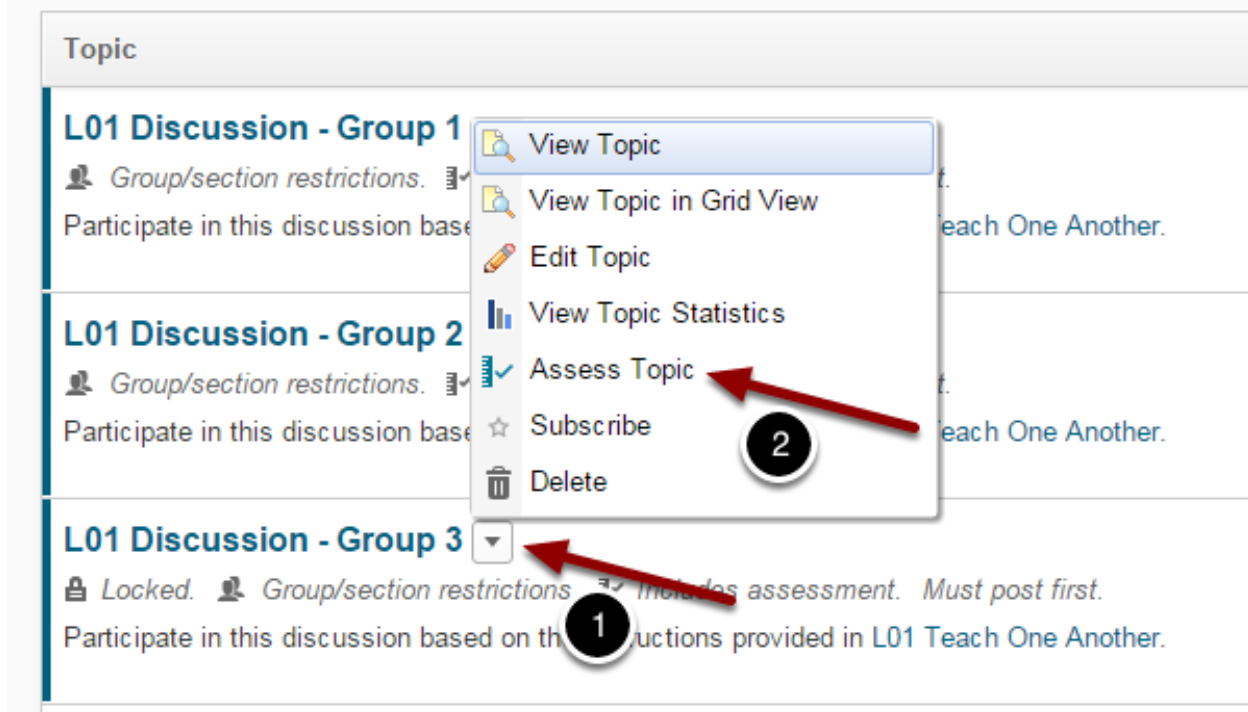 Topic
L01 Discussion - Group 1
Group/section restrictions. t.
Participate in this discussion base each One Another.
View Topic
View Topic in Grid View
Edit Topic
View Topic Statistics
Assess Topic
Subscribe
Delete
L01 Discussion - Group 2
Group/section restrictions. t.
Participate in this discussion base each One Another.
2
L01 Discussion - Group 3
Locked. Group/section restrictions Includes assessment. Must post first.
1
Participate in this discussion based on th uctions provided in L01 Teach One Another.